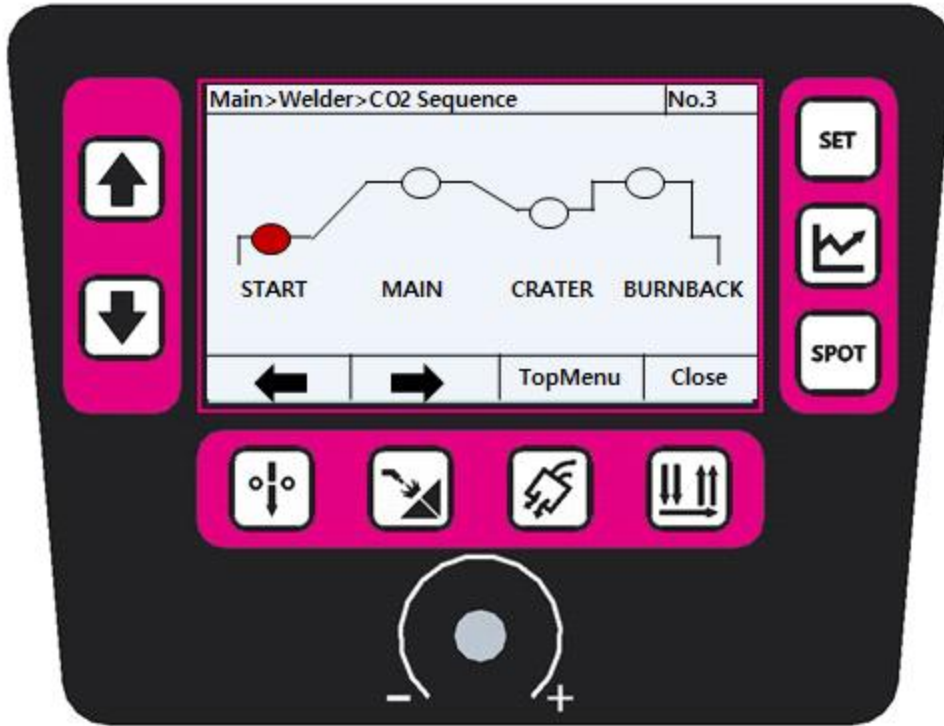 Main>Welder>CO2 Sequence No.3
SET
START MAIN CRATER BURNBACK
SPOT
TopMenu Close
- +